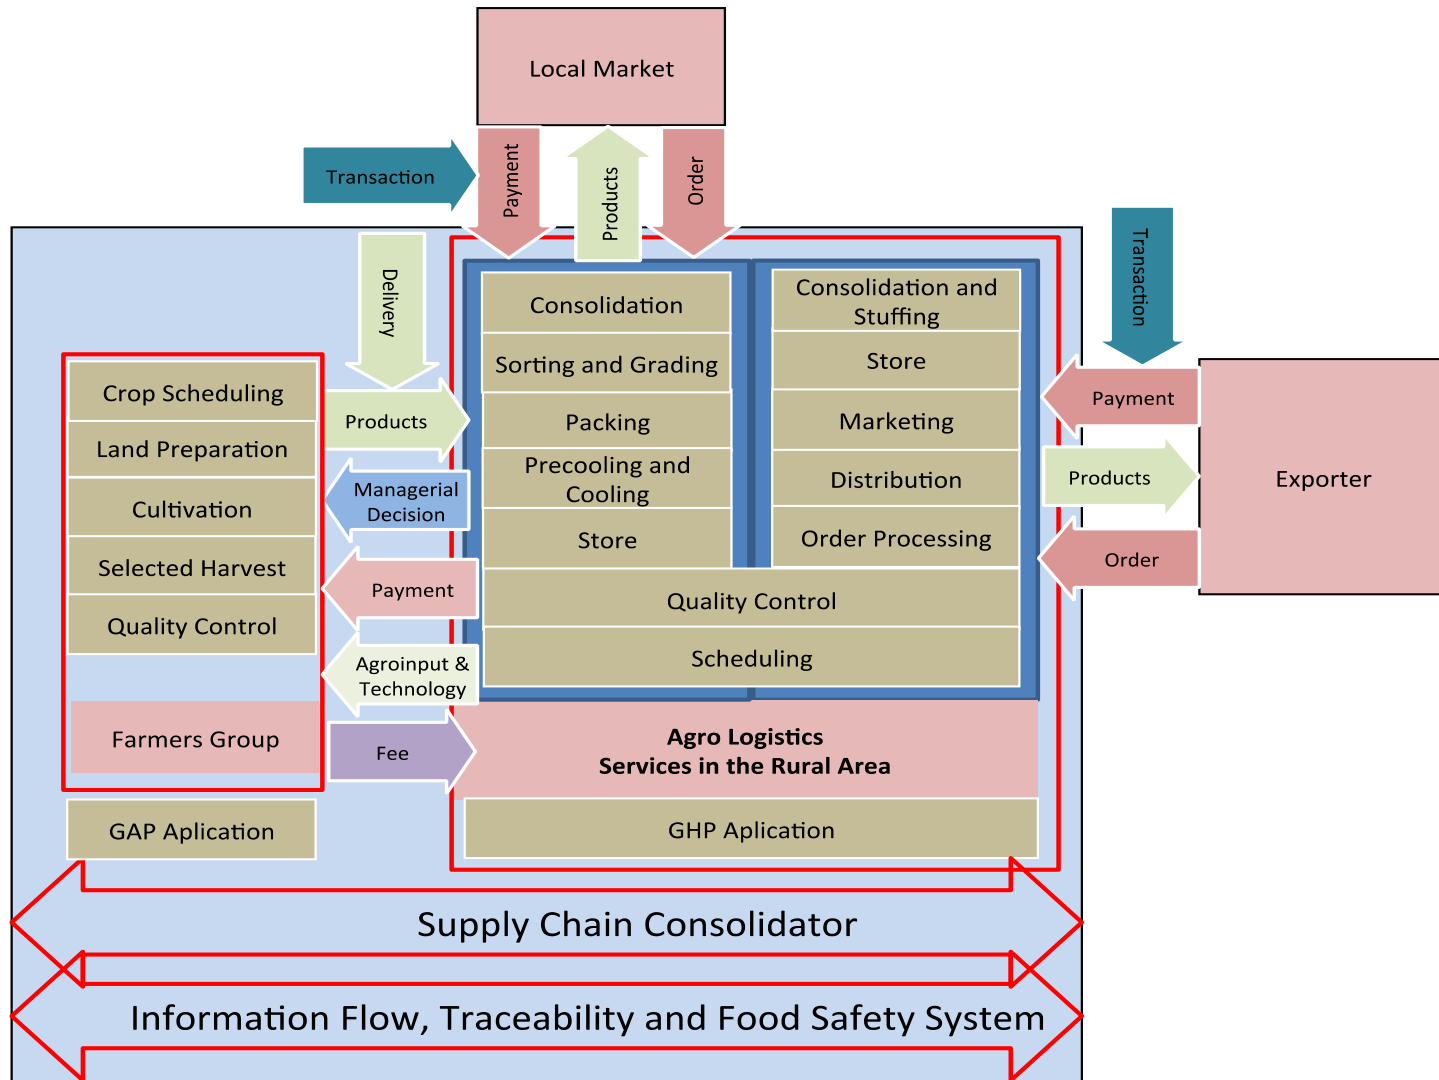 Local Market
Transaction
Payment
Products
Order
Transaction
Delivery
Consolidation
Sorting and Grading
Packing
Precooling and
Cooling
Store
Consolidation and
Stuffing
Store
Marketing
Distribution
Order Processing
Quality Control
Scheduling
Crop Scheduling
Land Preparation
Cultivation
Selected Harvest
Quality Control
Farmers Group
Products
Managerial
Decision
Payment
Agroinput &
Technology
Fee
Payment
Products
Order
Exporter
Agro Logistics
Services in the Rural Area
GAP Aplication
GHP Aplication
Supply Chain Consolidator
Information Flow, Traceability and Food Safety System